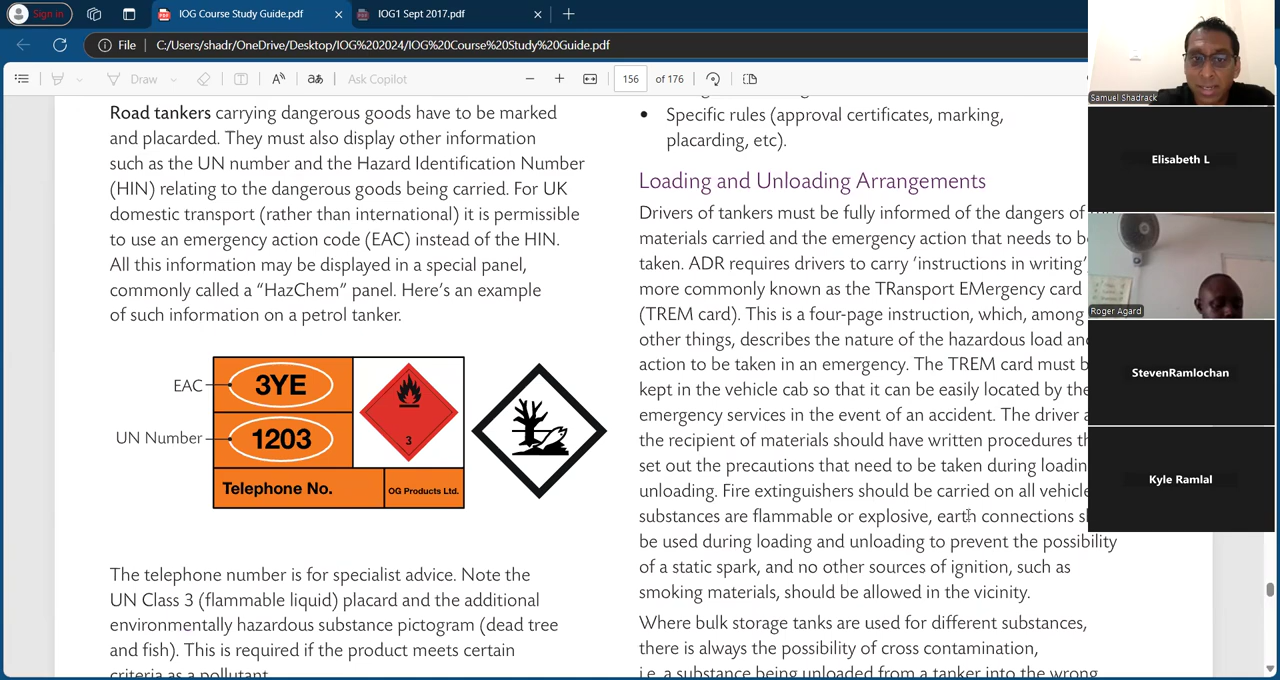 Sign in
IOG Course Study Guide.pdf
IOG1 Sept 2017.pdf
File
C:/Users/shadr/OneDrive/Desktop/IOG%202024/IOG%20Course%20Study%20Guide.pdf
Draw
Ask Copilot
156 of 176
Road tankers carrying dangerous goods have to be marked
and placarded. They must also display other information
such as the UN number and the Hazard Identification Number
(HIN) relating to the dangerous goods being carried. For UK
domestic transport (rather than international) it is permissible
to use an emergency action code (EAC) instead of the HIN.
All this information may be displayed in a special panel,
commonly called a “HazChem” panel. Here’s an example
of such information on a petrol tanker.
EAC
3YE
UN Number
1203
3
Telephone No.
OG Products Ltd.
The telephone number is for specialist advice. Note the
UN Class 3 (flammable liquid) placard and the additional
environmentally hazardous substance pictogram (dead tree
and fish). This is required if the product meets certain
criteria as a pollutant.
• Specific rules (approval certificates, marking,
placarding, etc).
Loading and Unloading Arrangements
Drivers of tankers must be fully informed of the dangers of
materials carried and the emergency action that needs to be
taken. ADR requires drivers to carry ‘instructions in writing’,
more commonly known as the TRansport EMergency card
(TREM card). This is a four-page instruction, which, among
other things, describes the nature of the hazardous load and
action to be taken in an emergency. The TREM card must
kept in the vehicle cab so that it can be easily located by the
emergency services in the event of an accident. The driver
the recipient of materials should have written procedures
set out the precautions that need to be taken during
unloading. Fire extinguishers should be carried on all
substances are flammable or explosive, earth connections
be used during loading and unloading to prevent the possibility
of a static spark, and no other sources of ignition, such as
smoking materials, should be allowed in the vicinity.
Where bulk storage tanks are used for different substances,
there is always the possibility of cross contamination,
i.e. a substance being unloaded from a tanker into the wrong
Samuel Shadrack
Elisabeth L
Roger Agard
StevenRamlochan
Kyle Ramlal